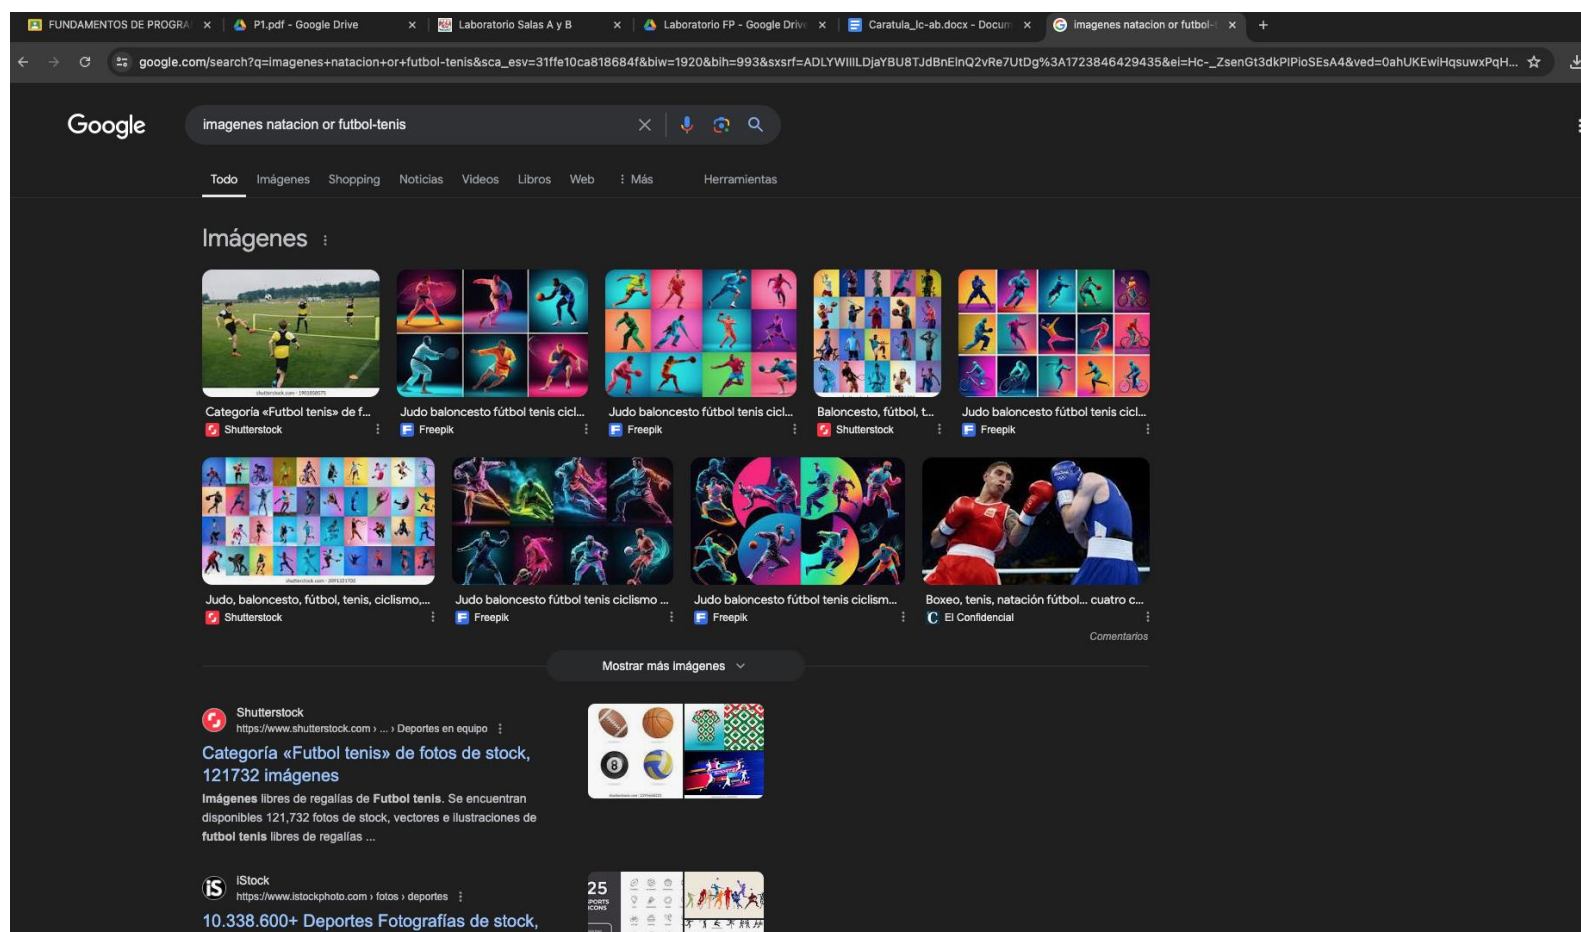 FUNDAMENTOS DE PROGRA
P1.pdf - Google Drive
Laboratorio Salas A y B
Laboratorio FP - Google Drive
Caratula_lc-ab.docx - Docum
imagenes natacion or futbol-t
google.com/search?q=imagenes+natacion+or+futbol-tenis&sca_esv=31ffe10ca818684f&biw=1920&bih=993&sxsrf=ADLYWIIILDjaYBU8TJdBnEInQ2vRe7UtDg%3A1723846429435&ei=Hc-_ZsenGt3dkPIPioSEsA4&ved=0ahUKEwiHqsuwxPqH...
Google
imagenes natacion or futbol-tenis
Todo Imágenes Shopping Noticias Videos Libros Web Más Herramientas
Imágenes
Categoría «Futbol tenis» de f...
Shutterstock
Judo baloncesto fútbol tenis cicl...
Freepik
Judo baloncesto fútbol tenis cicl...
Freepik
Baloncesto, fútbol, t...
Shutterstock
Judo baloncesto fútbol tenis cicl...
Freepik
Judo, baloncesto, fútbol, tenis, ciclismo,...
Shutterstock
Judo baloncesto fútbol tenis ciclismo ...
Freepik
Judo baloncesto fútbol tenis ciclism...
Freepik
Boxeo, tenis, natación fútbol... cuatro c...
El Confidencial
Comentarios
Mostrar más imágenes
Shutterstock
https://www.shutterstock.com › ... › Deportes en equipo
Categoría «Futbol tenis» de fotos de stock,
121732 imágenes
Imágenes libres de regalías de Futbol tenis. Se encuentran
disponibles 121,732 fotos de stock, vectores e ilustraciones de
futbol tenis libres de regalías ...
8
iS
iStock
https://www.istockphoto.com › fotos › deportes
10.338.600+ Deportes Fotografías de stock,
25
SPORTS
ICONS